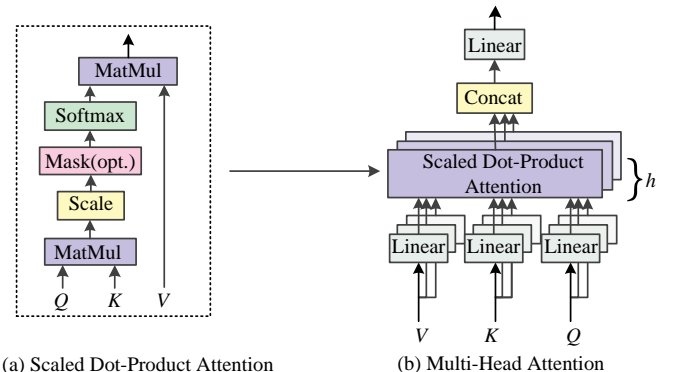 MatMul
Softmax
Mask(opt.)
Scale
MatMul
Q K V
(a) Scaled Dot-Product Attention
Linear
Concat
Scaled Dot-Product
Attention
h
Linear Linear Linear
V K Q
(b) Multi-Head Attention